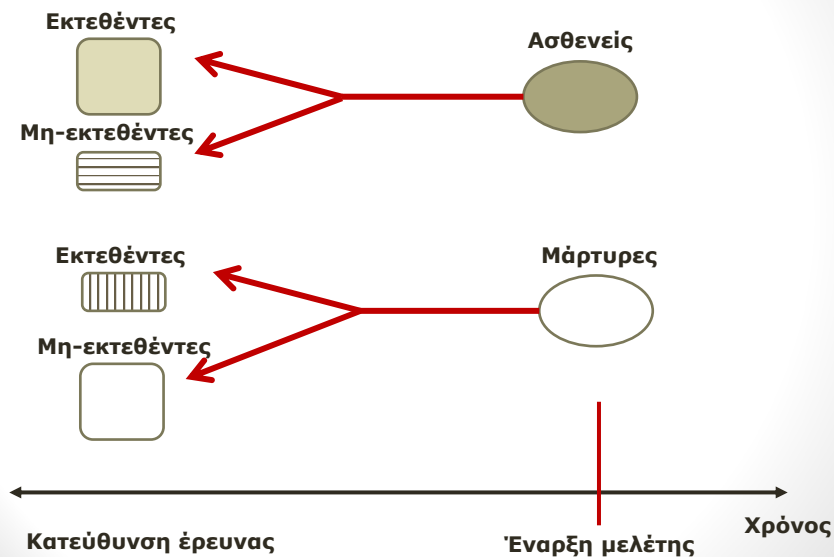 Εκτεθέντες
Ασθενείς
Μη-εκτεθέντες
Εκτεθέντες
Μάρτυρες
Μη-εκτεθέντες
Χρόνος
Κατεύθυνση έρευνας
Έναρξη μελέτης